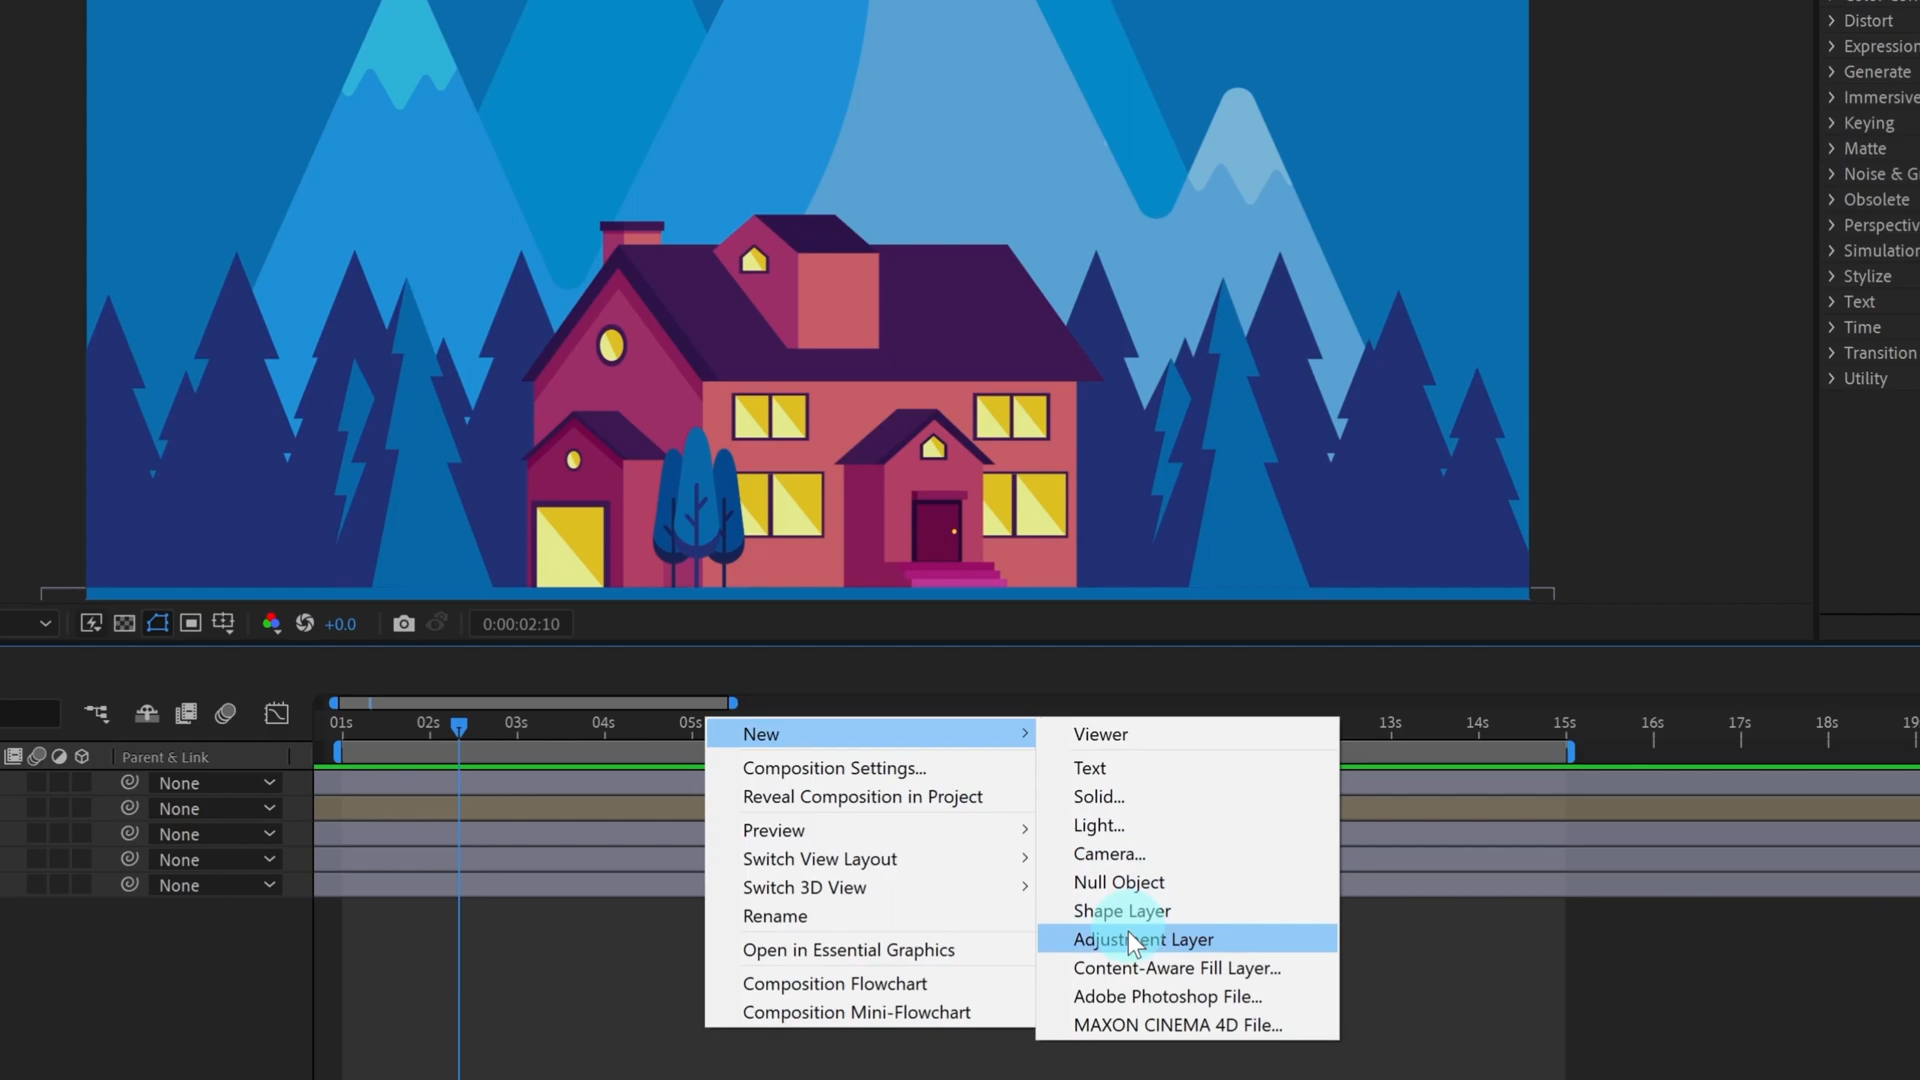 Distort
Expression
Generate
Immersive
Keying
Matte
Noise & G
Obsolete
Perspectiv
Simulation
Stylize
Text
Time
Transition
Utility
+0.0
0:00:02:10
01s 02s 03s 04s 05s 13s 14s 15s 16s 17s 18s 19
Parent & Link
None
None
None
None
None
New
Composition Settings...
Reveal Composition in Project
Preview
Switch View Layout
Switch 3D View
Rename
Open in Essential Graphics
Composition Flowchart
Composition Mini-Flowchart
Viewer
Text
Solid...
Light...
Camera...
Null Object
Shape Layer
Adjustment Layer
Content-Aware Fill Layer...
Adobe Photoshop File...
MAXON CINEMA 4D File...